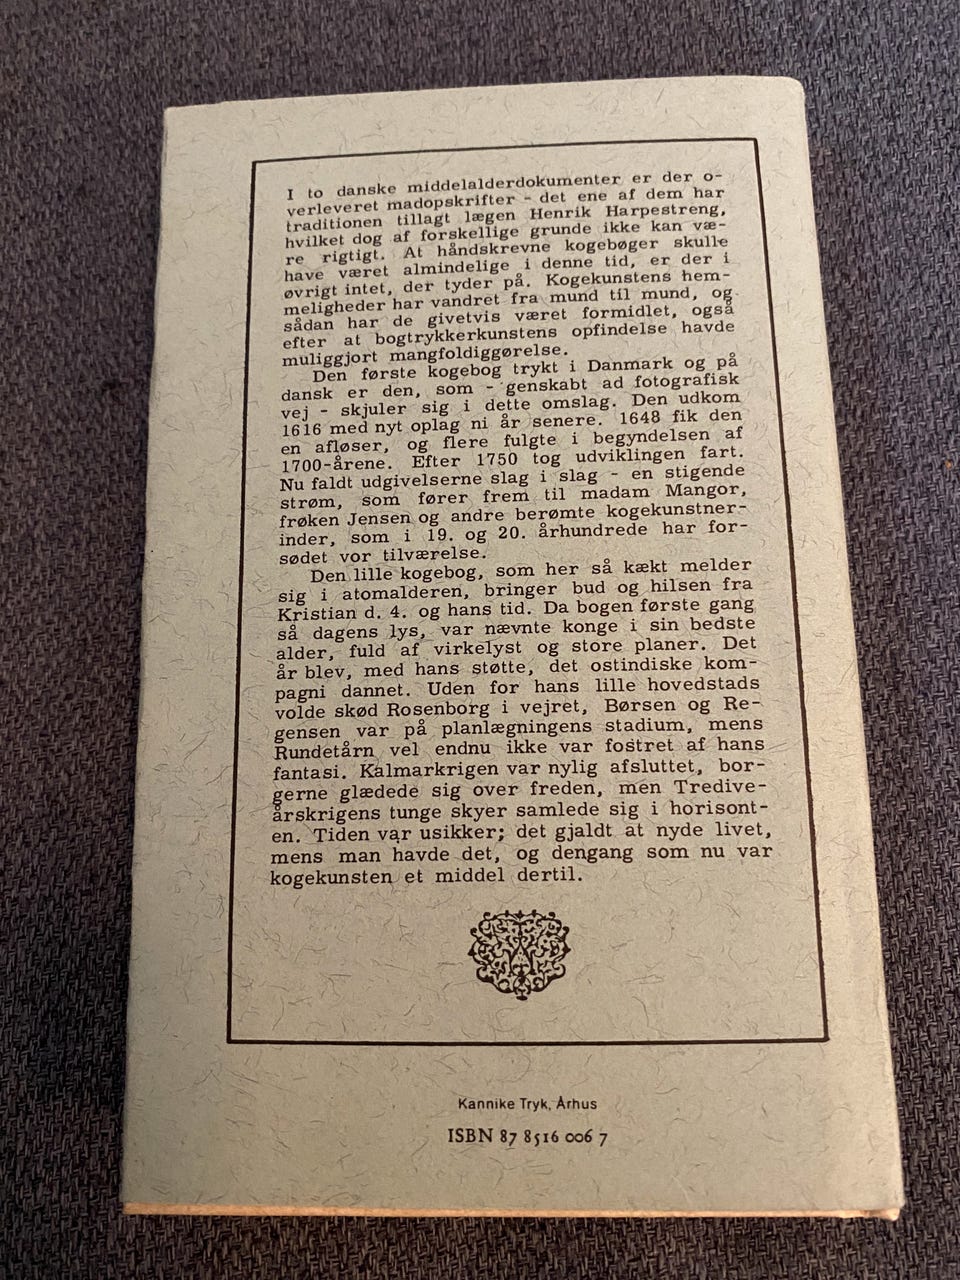 I to danske middelalderdokumenter er der o-
verleveret madopskrifter - det ene af dem har
traditionen tillagt lægen Henrik Harpestreng,
hvilket dog af forskellige grunde ikke kan væ-
re rigtigt. At håndskrevne kogebøger skulle
have været almindelige i denne tid, er der i
øvrigt intet, der tyder på. Kogekunstens hem-
meligheder har vandret fra mund til mund, og
sådan har de givetvis været formidlet, også
efter at bogtrykkerkunstens opfindelse havde
muliggjort mangfoldiggørelse.
Den første kogebog trykt i Danmark og på
dansk er den, som - genskabt ad fotografisk
vej - skjuler sig i dette omslag. Den udkom
1616 med nyt oplag ni år senere. 1648 fik den
en afløser, og flere fulgte i begyndelsen af
1700-årene. Efter 1750 tog udviklingen fart.
Nu faldt udgivelserne slag i slag - en stigende
strøm, som fører frem til madam Mangor,
frøken Jensen og andre berømte kogekunstner-
inder, som i 19. og 20. århundrede har for-
sødet vor tilværelse.
Den lille kogebog, som her så kækt melder
sig i atomalderen, bringer bud og hilsen fra
Kristian d. 4. og hans tid. Da bogen første gang
så dagens lys, var nævnte konge i sin bedste
alder, fuld af virkelyst og store planer. Det
år blev, med hans støtte, det ostindiske kom-
pagni dannet. Uden for hans lille hovedstads
volde skød Rosenborg i vejret, Børsen og Re-
gensen var på planlægningens stadium, mens
Rundetårn vel endnu ikke var fostret af hans
fantasi. Kalmarkrigen var nylig afsluttet, bor-
gerne glædede sig over freden, men Tredive-
årskrigens tunge skyer samlede sig i horisont-
en. Tiden var usikker; det gjaldt at nyde livet,
mens man havde det, og dengang som nu var
kogekunsten et middel dertil.
Kannike Tryk, Århus
ISBN 87 8516 006 7